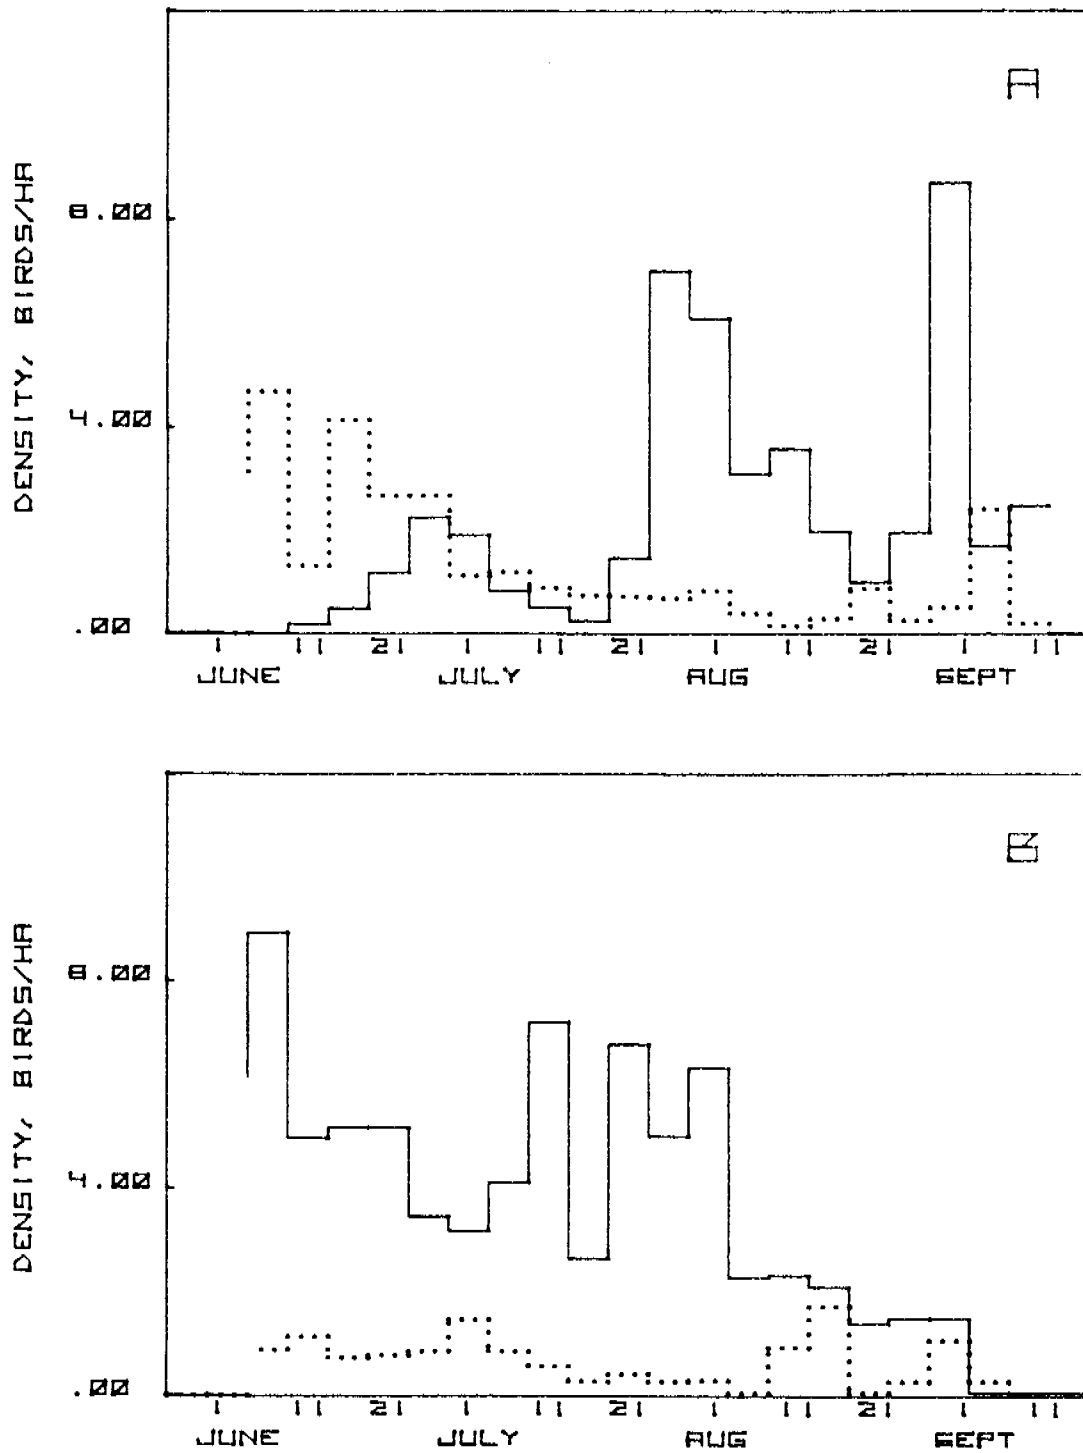 A
DENSITY, BIRDS/HA
8.00
4.00
.00
1 11 21 1 11 21 1 11 21 1 11
JUNE JULY AUG SEPT
B
DENSITY, BIRDS/HA
8.00
4.00
.00
1 11 21 1 11 21 1 11 21 1 11
JUNE JULY AUG SEPT